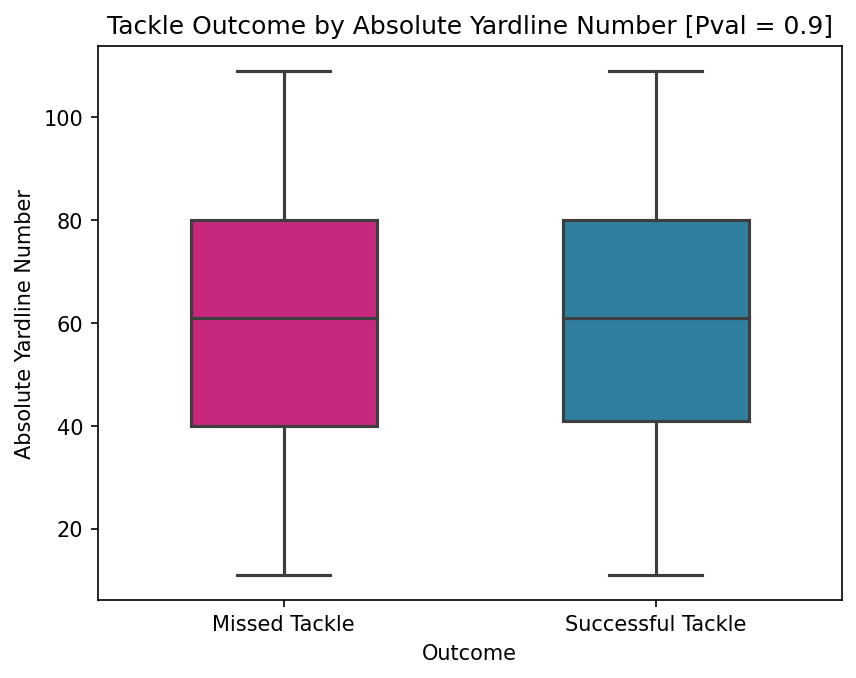 Tackle Outcome by Absolute Yardline Number [Pval = 0.9]
Absolute Yardline Number
100
80
60
40
20
Missed Tackle
Successful Tackle
Outcome